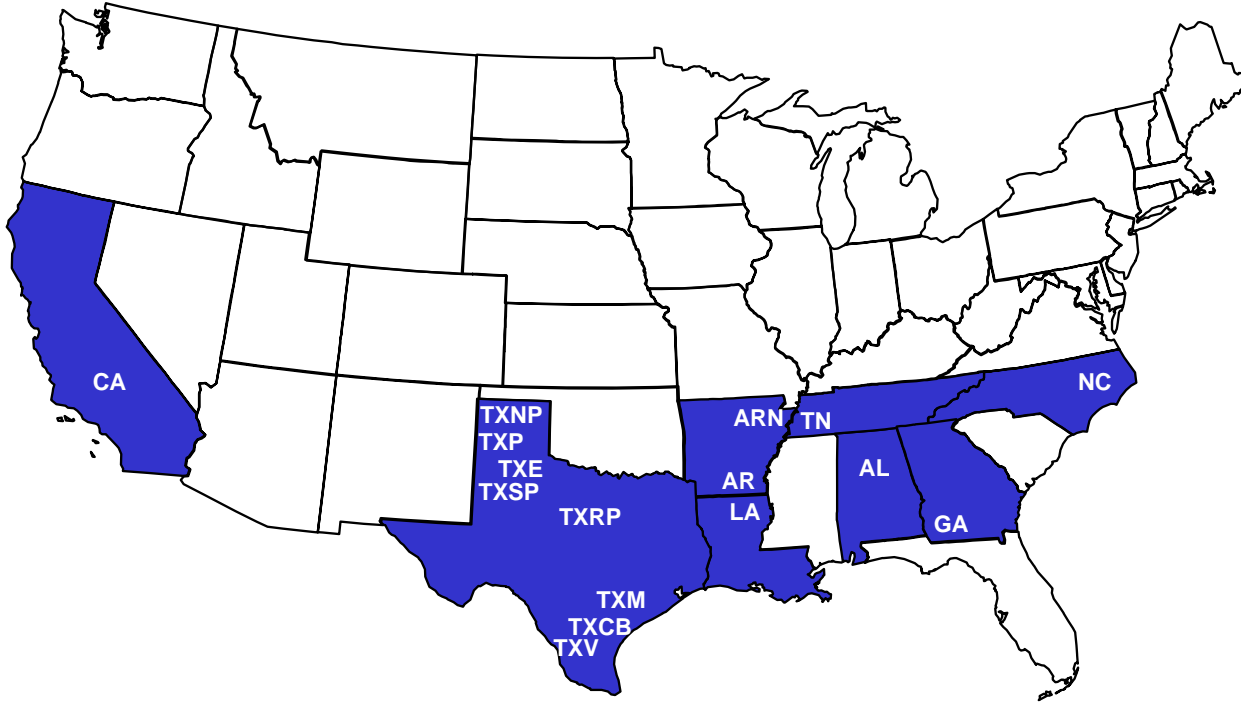 CA
NC
TXNP
ARN
TN
TXP
TXE
AL
TXSP
AR
LA
TXRP
GA
TXM
TXCB
TXV